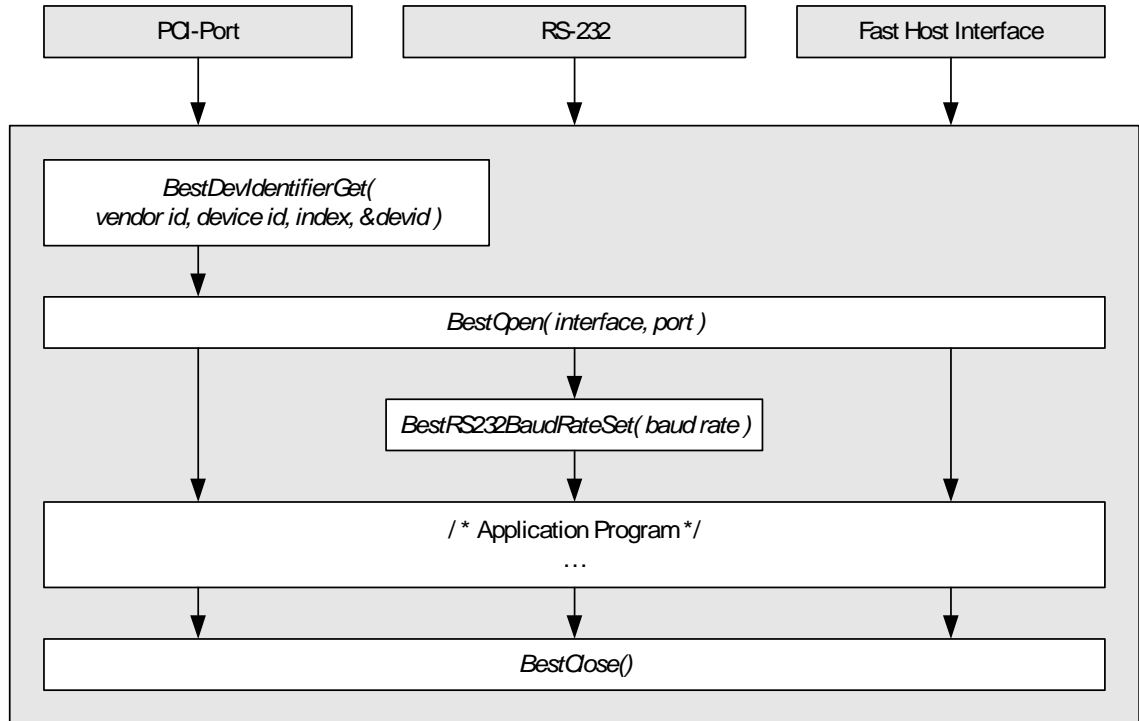 PCI-Port
RS-232
Fast Host Interface
BestDevIdentifierGet(
vendor id, device id, index, &devid )
BestOpen( interface, port )
BestRS232BaudRateSet( baud rate )
/ * Application Program */
…
BestClose()